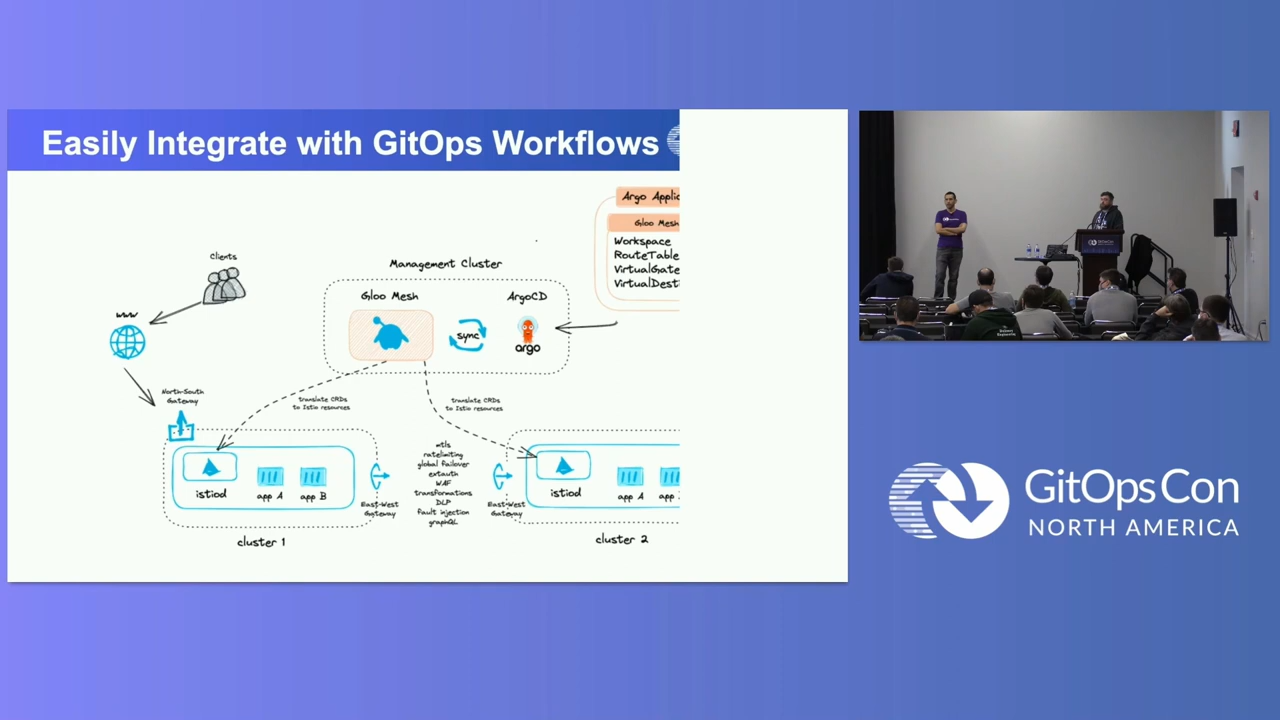 Easily Integrate with GitOps Workflows
Argo Applic
Gloo Mesh
Workspace
RouteTable
VirtualGate
VirtualDest
Clients
Management Cluster
Gloo Mesh
ArgoCD
www
sync
argo
North-South
Gateway
translate CRDs
to Istio resources
translate CRDs
to Istio resources
mtls
ratelimiting
global failover
extauth
WAF
transformations
DLP
fault injection
graphQL
istiod
app A
app B
East-West
Gateway
East-West
Gateway
istiod
app A
app
cluster 1
cluster 2
GitOpsCon
NORTH AMERICA